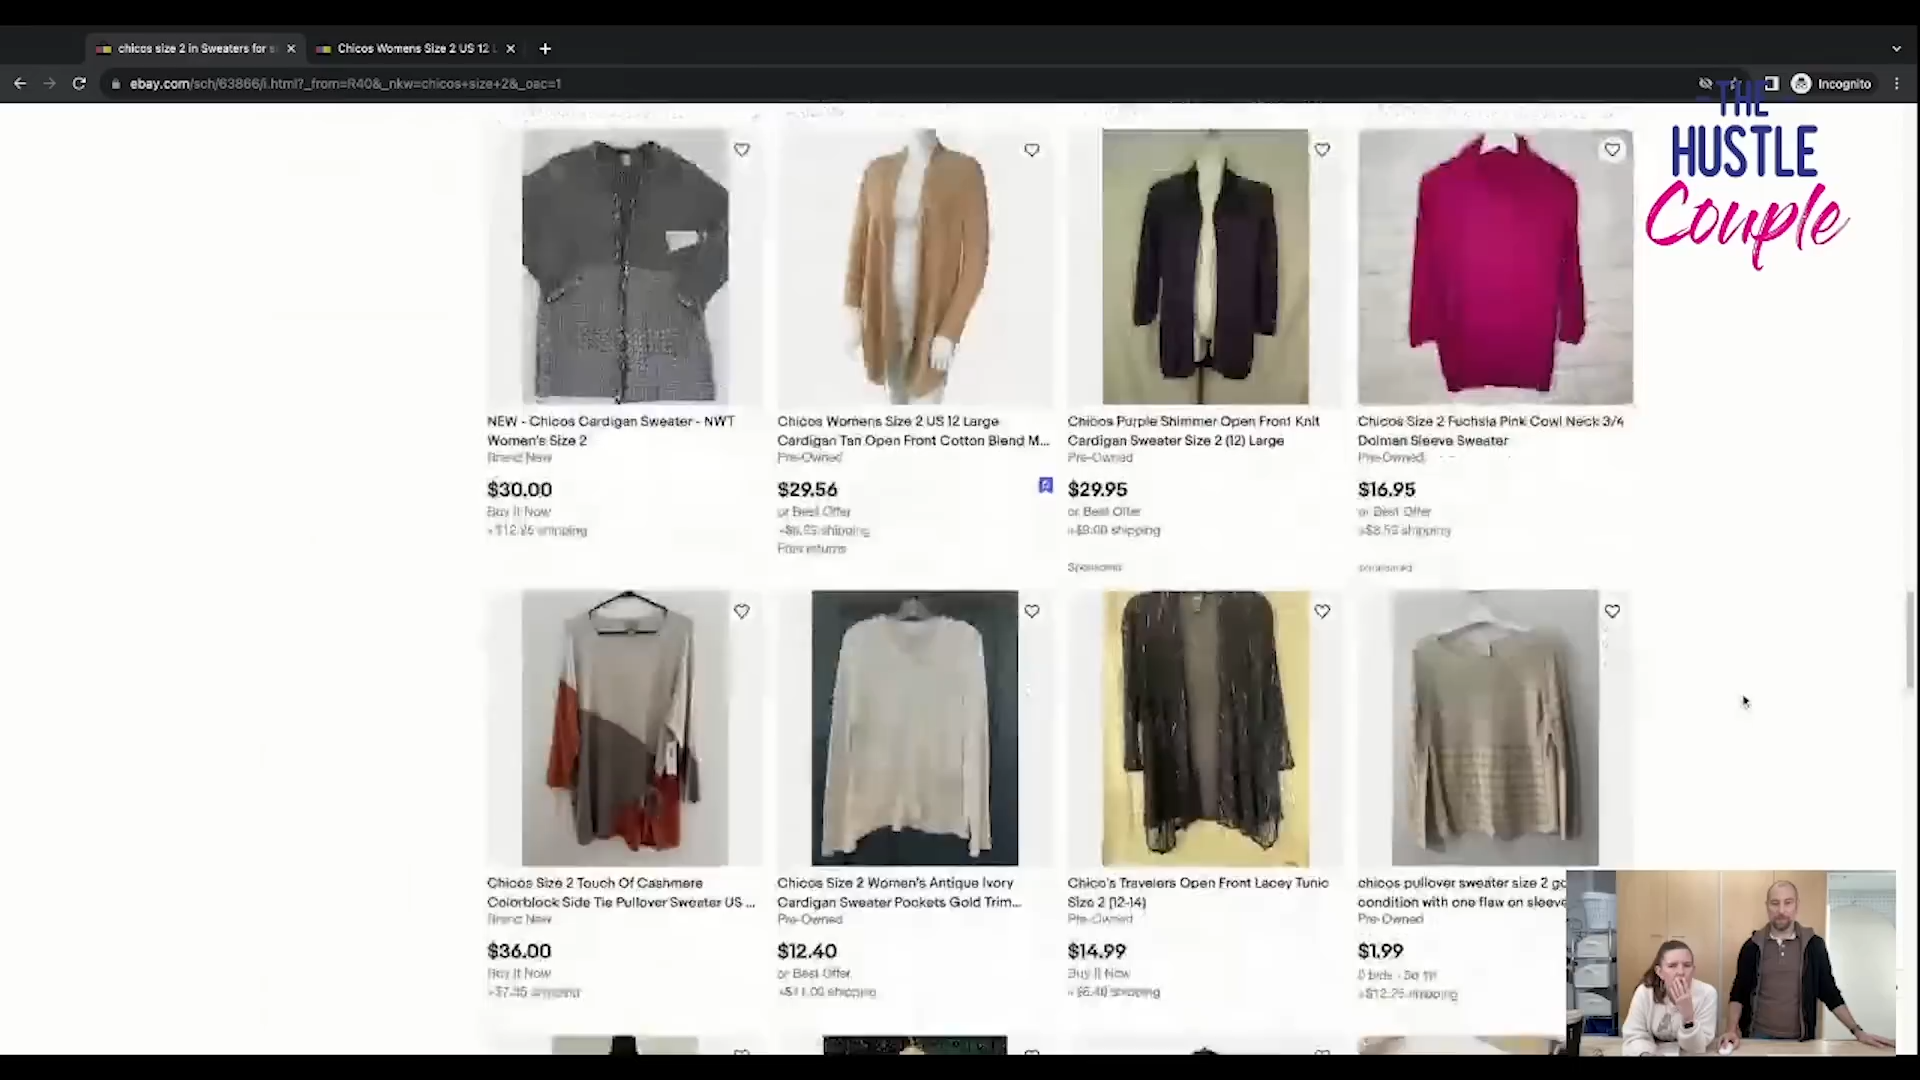 chicos size 2 in Sweaters for s
Chicos Womens Size 2 US 12 L
ebay.com/sch/63866/i.html?_from=R40&_nkw=chicos+size+2&_oac=1
Incognito
THE
HUSTLE
Couple
NEW - Chicos Cardigan Sweater - NWT
Women's Size 2
Brand New
$30.00
Buy It Now
Chicos Womens Size 2 US 12 Large
Cardigan Tan Open Front Cotton Blend M...
Pre-Owned
$29.56
or Best Offer
Free returns
Chicos Purple Shimmer Open Front Knit
Cardigan Sweater Size 2 (12) Large
Pre-Owned
$29.95
or Best Offer
+$9.00 shipping
Sponsored
Chicos Size 2 Fuchsia Pink Cowl Neck 3/4
Dolman Sleeve Sweater
Pre-Owned
$16.95
or Best Offer
shipping
Sponsored
Chicos Size 2 Touch Of Cashmere
Colorblock Side Tie Pullover Sweater US ...
Brand New
$36.00
Buy It Now
Chicos Size 2 Women's Antique Ivory
Cardigan Sweater Pockets Gold Trim...
Pre-Owned
$12.40
or Best Offer
shipping
Chico's Travelers Open Front Lacey Tunic
Size 2 (12-14)
Pre-Owned
$14.99
Buy It Now
shipping
chicos pullover sweater size 2 go
condition with one flaw on sleeve
Pre-Owned
$1.99
shipping